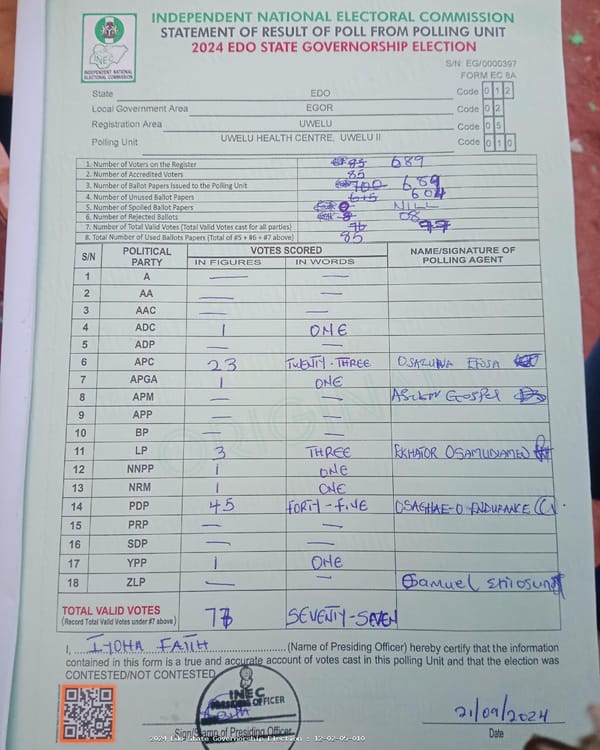 INDEPENDENT NATIONAL ELECTORAL COMMISSION
STATEMENT OF RESULT OF POLL FROM POLLING UNIT
2024 EDO STATE GOVERNORSHIP ELECTION
INEC
INDEPENDENT NATIONAL ELECTORAL COMMISSION
S/N: EG/0000397
FORM EC 8A
State EDO Code 0 1 2
Local Government Area EGOR Code 0 2
Registration Area UWELU Code 0 5
Polling Unit UWELU HEALTH CENTRE, UWELU II Code 0 1 0
1. Number of Voters on the Register 689
2. Number of Accredited Voters 85
3. Number of Ballot Papers Issued to the Polling Unit 689
4. Number of Unused Ballot Papers 604
5. Number of Spoiled Ballot Papers NILL
6. Number of Rejected Ballots 08
7. Number of Total Valid Votes (Total Valid Votes cast for all parties) 77
8. Total Number of Used Ballots Papers (Total of #5 + #6 + #7 above) 85
S/N POLITICAL PARTY VOTES SCORED NAME/SIGNATURE OF POLLING AGENT
IN FIGURES IN WORDS
1 A — —
2 AA — —
3 AAC — —
4 ADC 1 ONE
5 ADP — —
6 APC 23 TWENTY-THREE OSAZUWA EFOSA
7 APGA 1 ONE
8 APM — — GOSPEL
9 APP — —
10 BP — —
11 LP 3 THREE EKHATOR OSAMUDIAMEN
12 NNPP 1 ONE
13 NRM 1 ONE
14 PDP 45 FORTY-FIVE OSAGHAE-O ENDURANCE
15 PRP — —
16 SDP — —
17 YPP 1 ONE
18 ZLP — — Samuel
TOTAL VALID VOTES 77 SEVENTY-SEVEN
(Record Total Valid Votes under #7 above)
I, IYOHA FAITH (Name of Presiding Officer) hereby certify that the information
contained in this form is a true and accurate account of votes cast in this polling Unit and that the election was
CONTESTED/NOT CONTESTED
INEC
PRESIDING OFFICER
21/09/2024
Sign/Stamp of Presiding Officer Date
2024 Edo State Governorship Election : 12-02-05-010
ORIGINAL